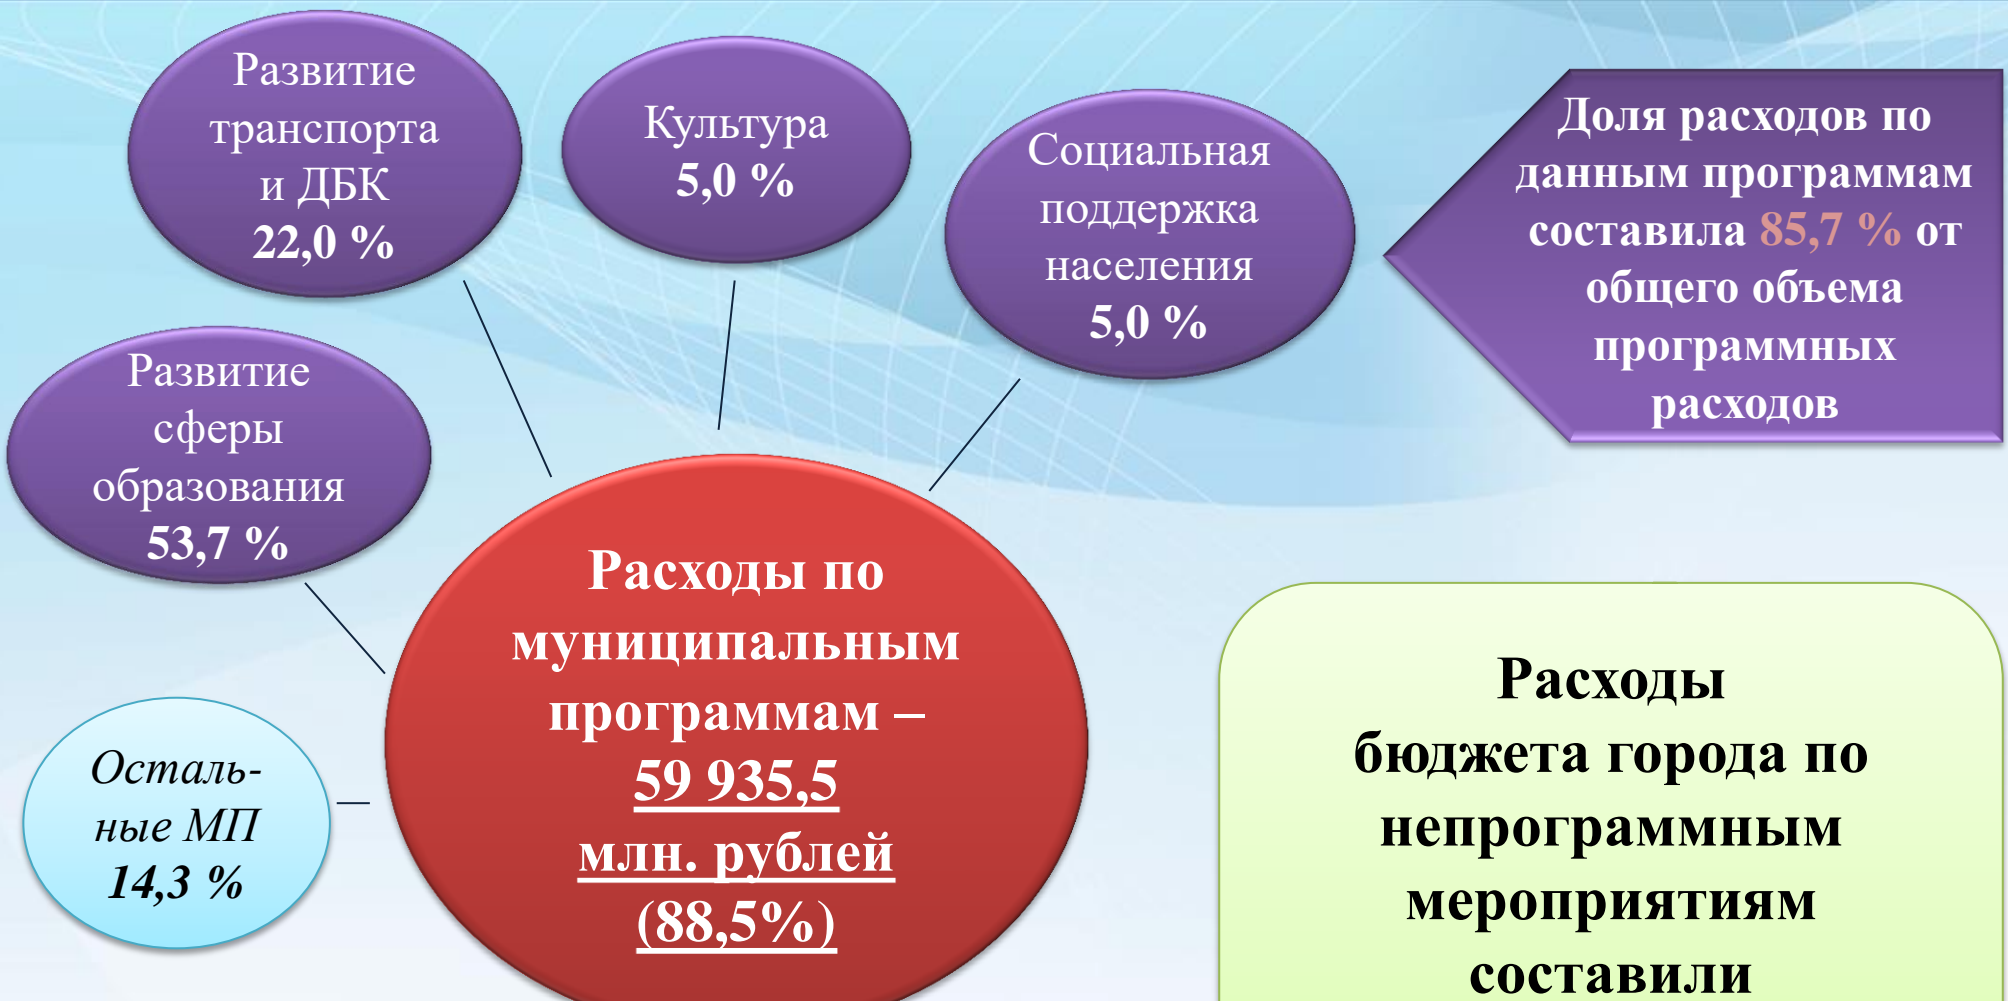 Развитие
транспорта
и ДБК
22,0 %
Культура
5,0 %
Социальная
поддержка
населения
5,0 %
Доля расходов по
данным программам
составила 85,7 % от
общего объема
программных
расходов
Развитие
сферы
образования
53,7 %
Осталь-
ные МП
14,3 %
Расходы по
муниципальным
программам –
59 935,5
млн. рублей
(88,5%)
Расходы
бюджета города по
непрограммным
мероприятиям
составили